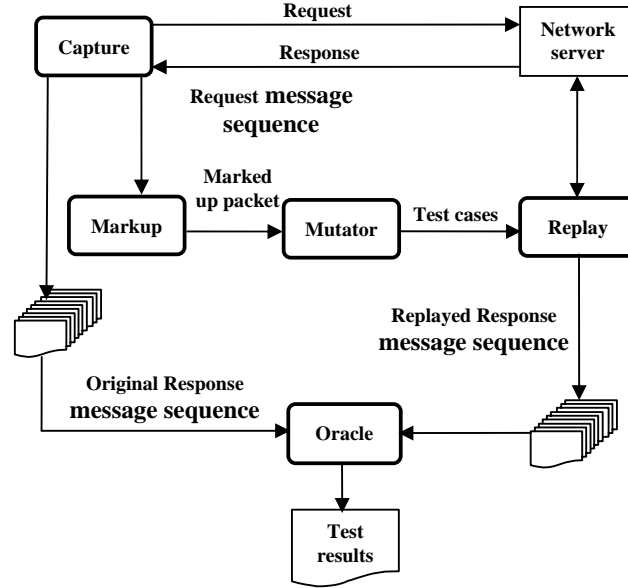 Request
Capture
Network
server
Response
Request message
sequence
Marked
up packet
Markup
Mutator
Test cases
Replay
Replayed Response
message sequence
Original Response
message sequence
Oracle
Test
results